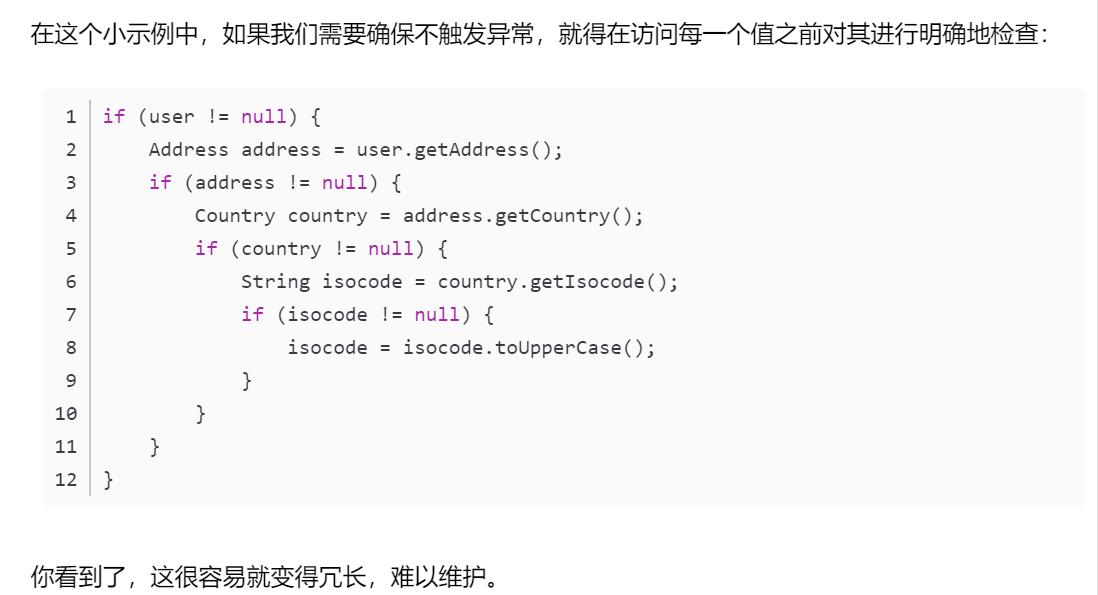 在这个小示例中，如果我们需要确保不触发异常，就得在访问每一个值之前对其进行明确地检查：
1 if (user != null) {
2     Address address = user.getAddress();
3     if (address != null) {
4         Country country = address.getCountry();
5         if (country != null) {
6             String isocode = country.getIsocode();
7             if (isocode != null) {
8                 isocode = isocode.toUpperCase();
9             }
10         }
11     }
12 }
你看到了，这很容易就变得冗长，难以维护。